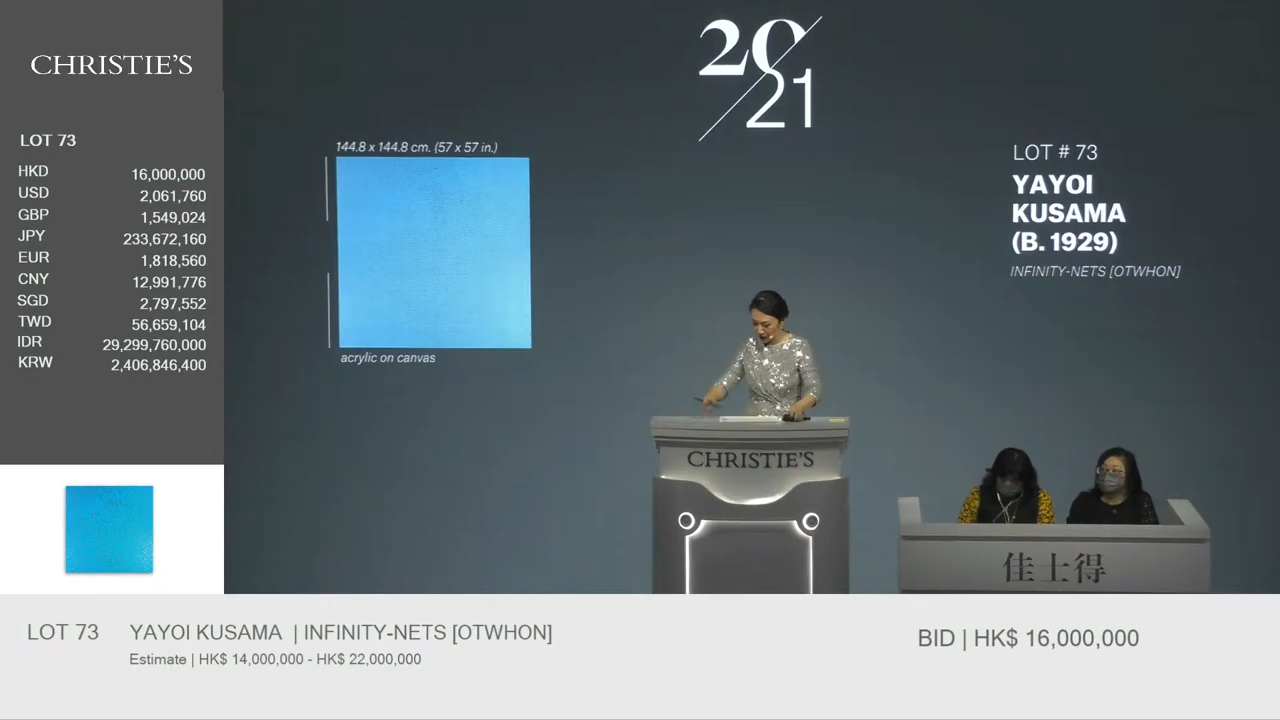 CHRISTIE'S
LOT 73
HKD 16,000,000
USD 2,061,760
GBP 1,549,024
JPY 233,672,160
EUR 1,818,560
CNY 12,991,776
SGD 2,797,552
TWD 56,659,104
IDR 29,299,760,000
KRW 2,406,846,400
20/21
144.8 x 144.8 cm. (57 x 57 in.)
acrylic on canvas
LOT # 73
YAYOI
KUSAMA
(B. 1929)
INFINITY-NETS [OTWHON]
CHRISTIE'S
佳士得
LOT 73 YAYOI KUSAMA | INFINITY-NETS [OTWHON]
Estimate | HK$ 14,000,000 - HK$ 22,000,000
BID | HK$ 16,000,000